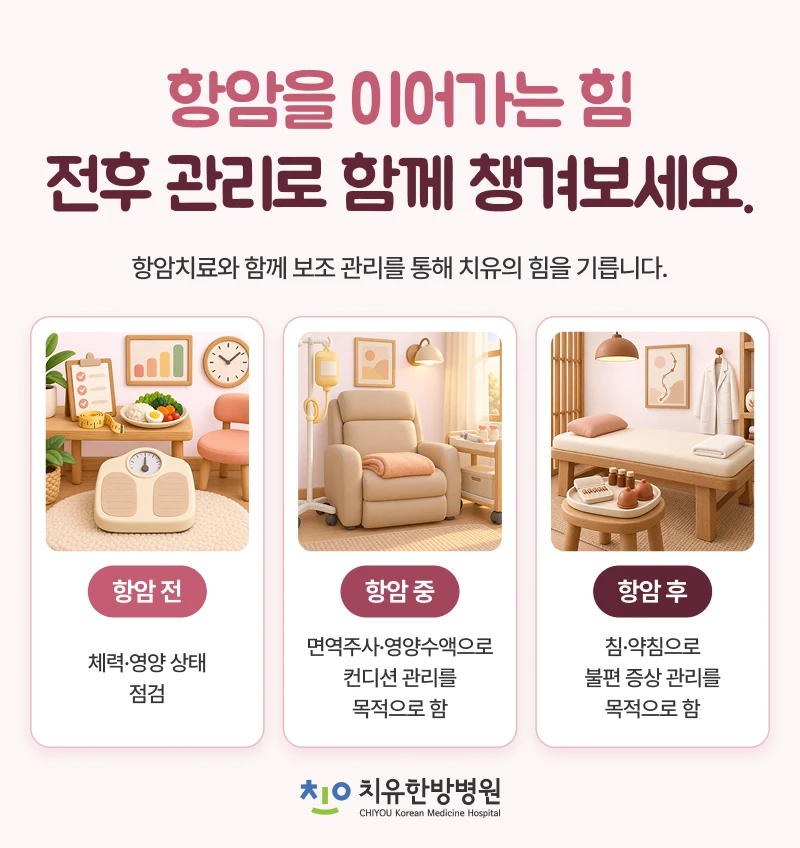 항암을 이어가는 힘
전후 관리로 함께 챙겨보세요.
항암치료와 함께 보조 관리를 통해 치유의 힘을 기릅니다.
항암 전
체력·영양 상태
점검
항암 중
면역주사·영양수액으로
컨디션 관리를
목적으로 함
항암 후
침·약침으로
불편 증상 관리를
목적으로 함
치유 치유한방병원
CHIYOU Korean Medicine Hospital